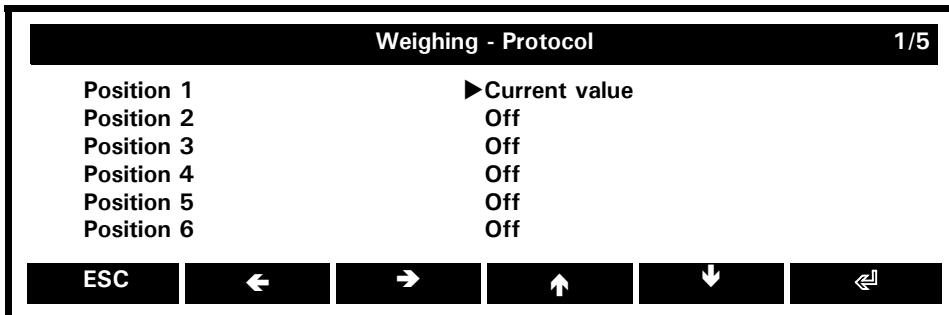 Weighing - Protocol 1/5
Position 1 ▶Current value
Position 2 Off
Position 3 Off
Position 4 Off
Position 5 Off
Position 6 Off
ESC ← → ↑ ↓ ↵